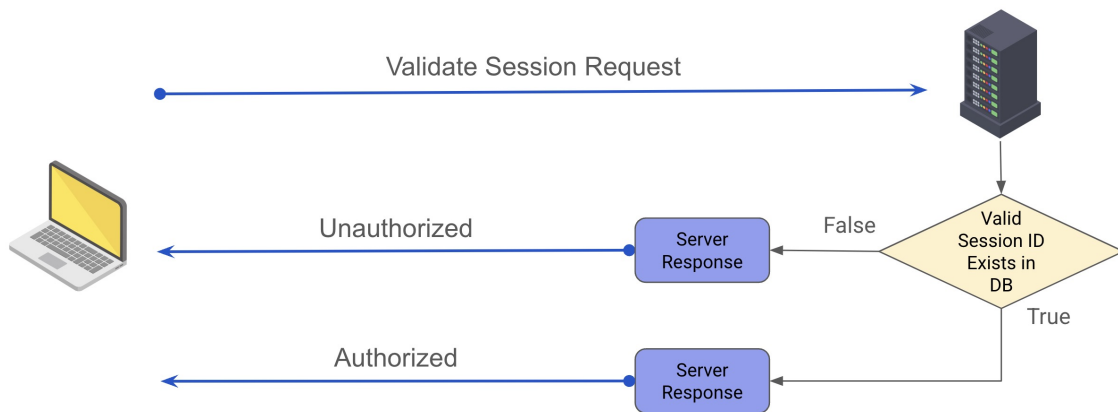 Validate Session Request
Unauthorized
Server
Response
False
Valid
Session ID
Exists in
DB
True
Authorized
Server
Response